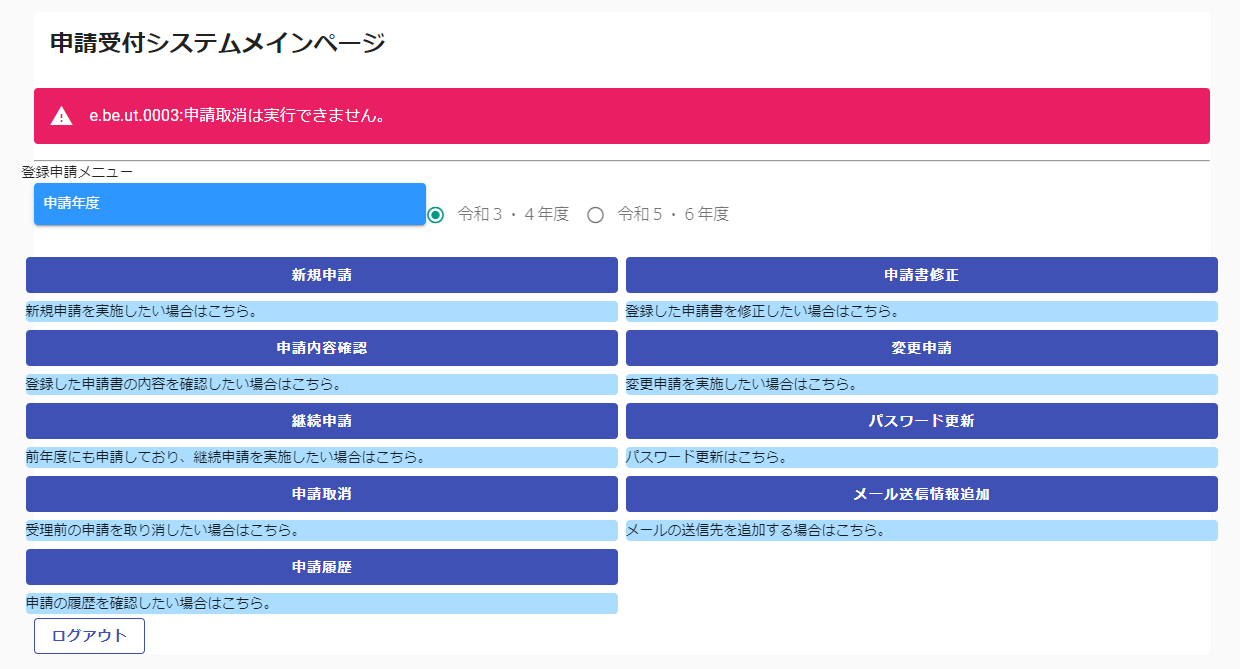 申請受付システムメインページ
e.be.ut.0003:申請取消は実行できません。
登録申請メニュー
申請年度
令和３・４年度
令和５・６年度
新規申請
申請書修正
新規申請を実施したい場合はこちら。
登録した申請書を修正したい場合はこちら。
申請内容確認
変更申請
登録した申請書の内容を確認したい場合はこちら。
変更申請を実施したい場合はこちら。
継続申請
パスワード更新
前年度にも申請しており、継続申請を実施したい場合はこちら。
パスワード更新はこちら。
申請取消
メール送信情報追加
受理前の申請を取り消したい場合はこちら。
メールの送信先を追加する場合はこちら。
申請履歴
申請の履歴を確認したい場合はこちら。
ログアウト